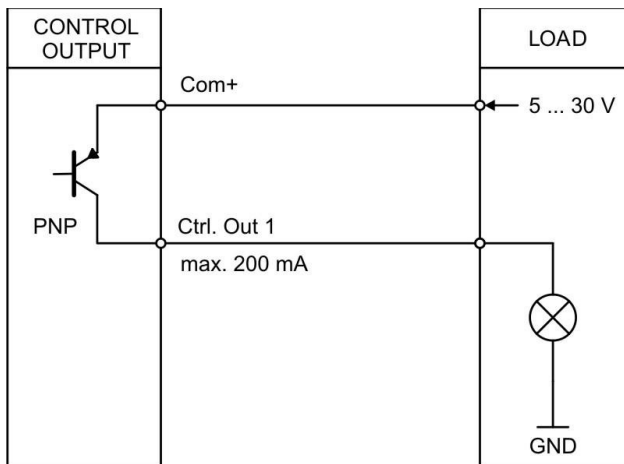 CONTROL
OUTPUT
LOAD
Com+
5 ... 30 V
PNP
Ctrl. Out 1
max. 200 mA
GND